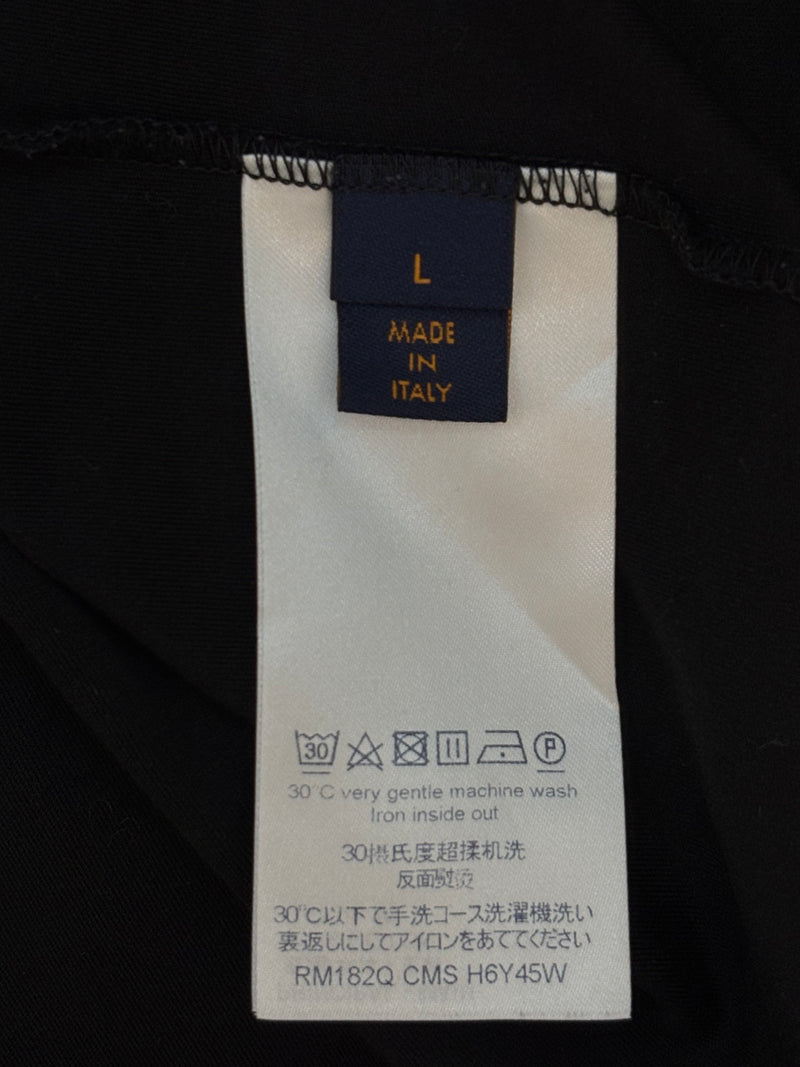 L
MADE
IN
ITALY
30
P
30°C very gentle machine wash
Iron inside out
30摄氏度超揉机洗
反面熨烫
30°C以下で手洗コース洗濯機洗い
裏返しにしてアイロンをあててください
RM182Q CMS H6Y45W